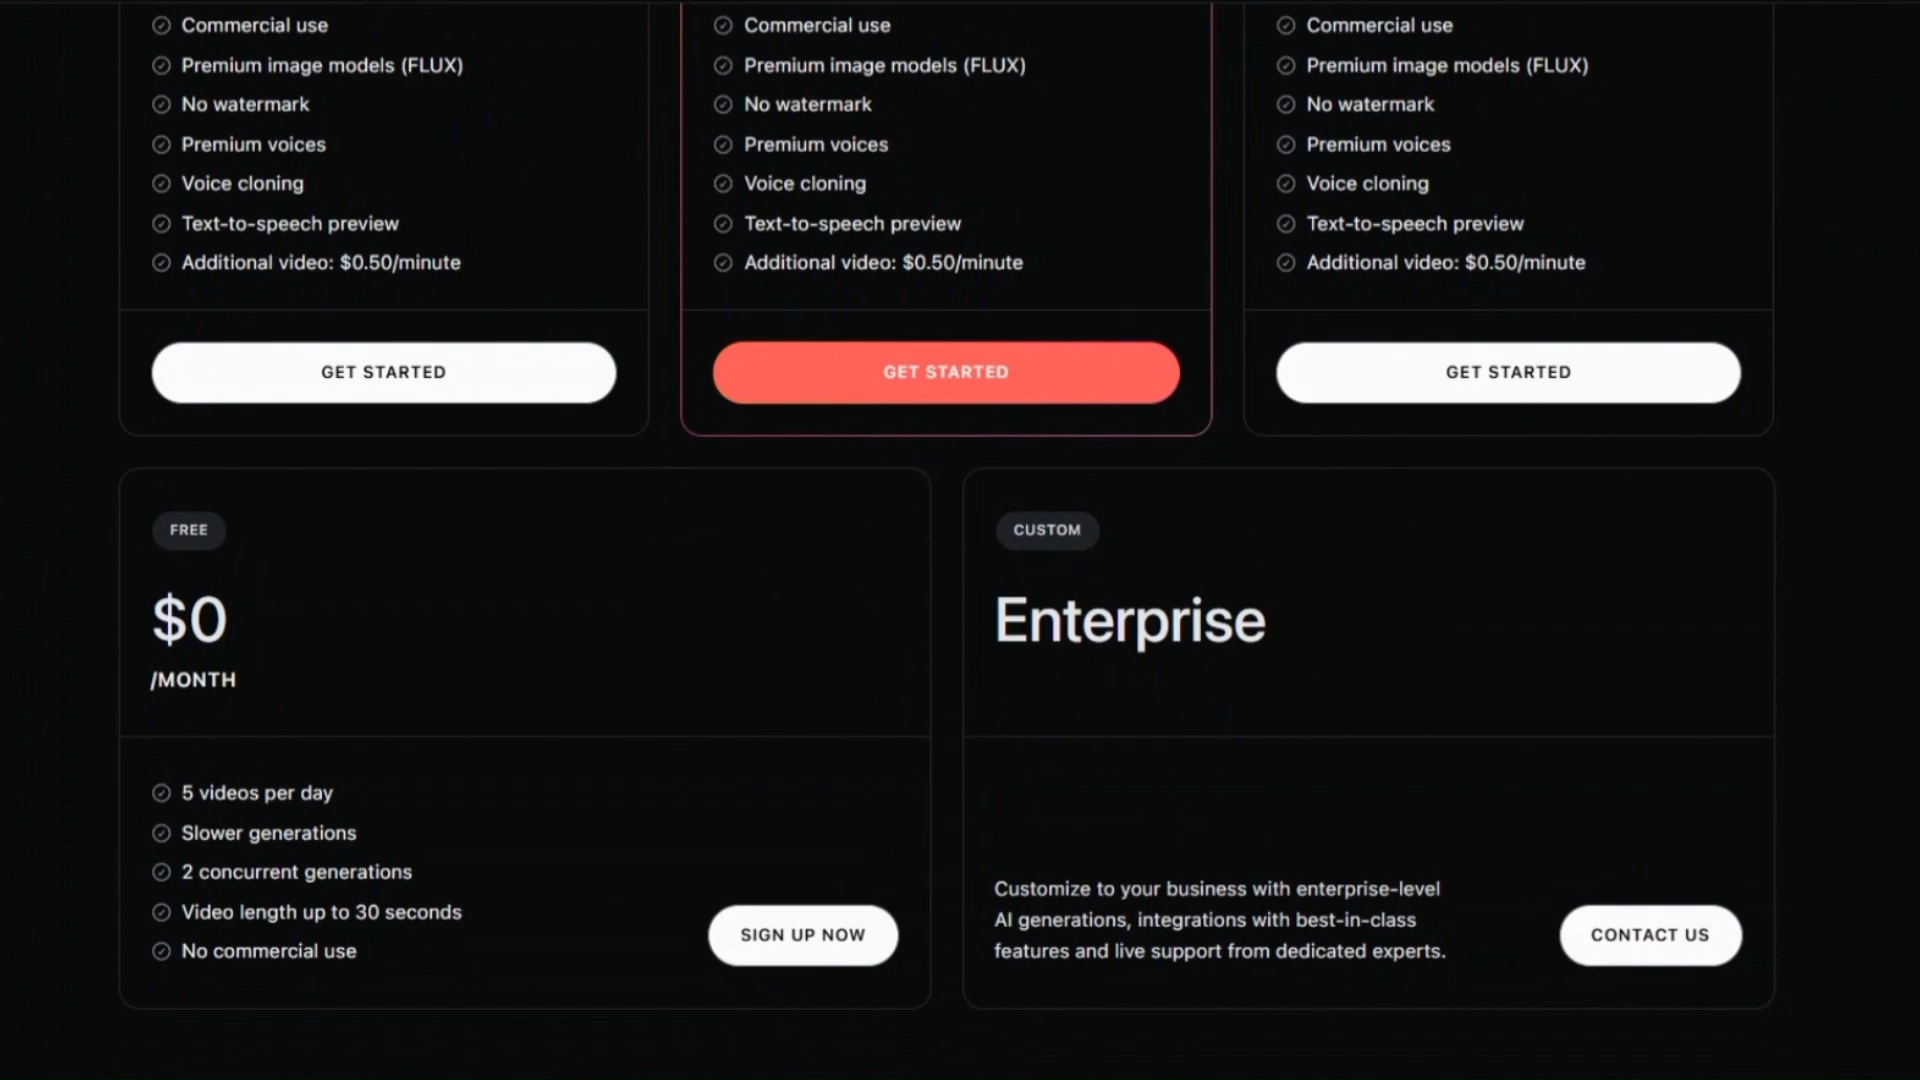 Commercial use
Premium image models (FLUX)
No watermark
Premium voices
Voice cloning
Text-to-speech preview
Additional video: $0.50/minute
GET STARTED
Commercial use
Premium image models (FLUX)
No watermark
Premium voices
Voice cloning
Text-to-speech preview
Additional video: $0.50/minute
GET STARTED
Commercial use
Premium image models (FLUX)
No watermark
Premium voices
Voice cloning
Text-to-speech preview
Additional video: $0.50/minute
GET STARTED
FREE
$0
/MONTH
5 videos per day
Slower generations
2 concurrent generations
Video length up to 30 seconds
No commercial use
SIGN UP NOW
CUSTOM
Enterprise
Customize to your business with enterprise-level
AI generations, integrations with best-in-class
features and live support from dedicated experts.
CONTACT US